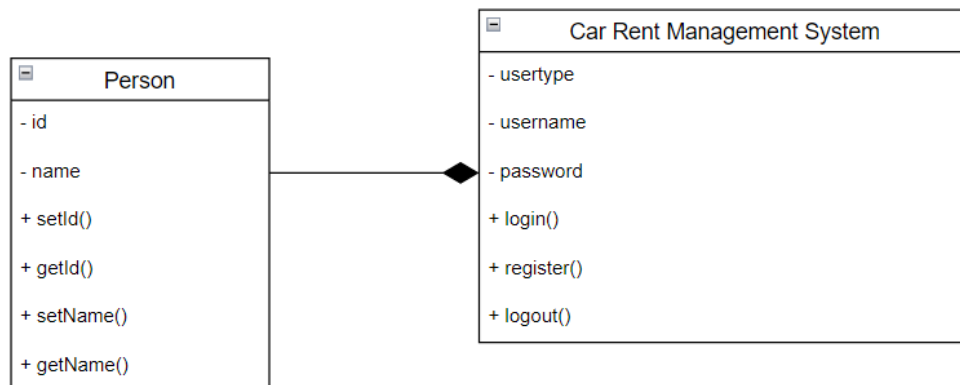 Person
- id
- name
+ setId()
+ getId()
+ setName()
+ getName()
Car Rent Management System
- usertype
- username
- password
+ login()
+ register()
+ logout()